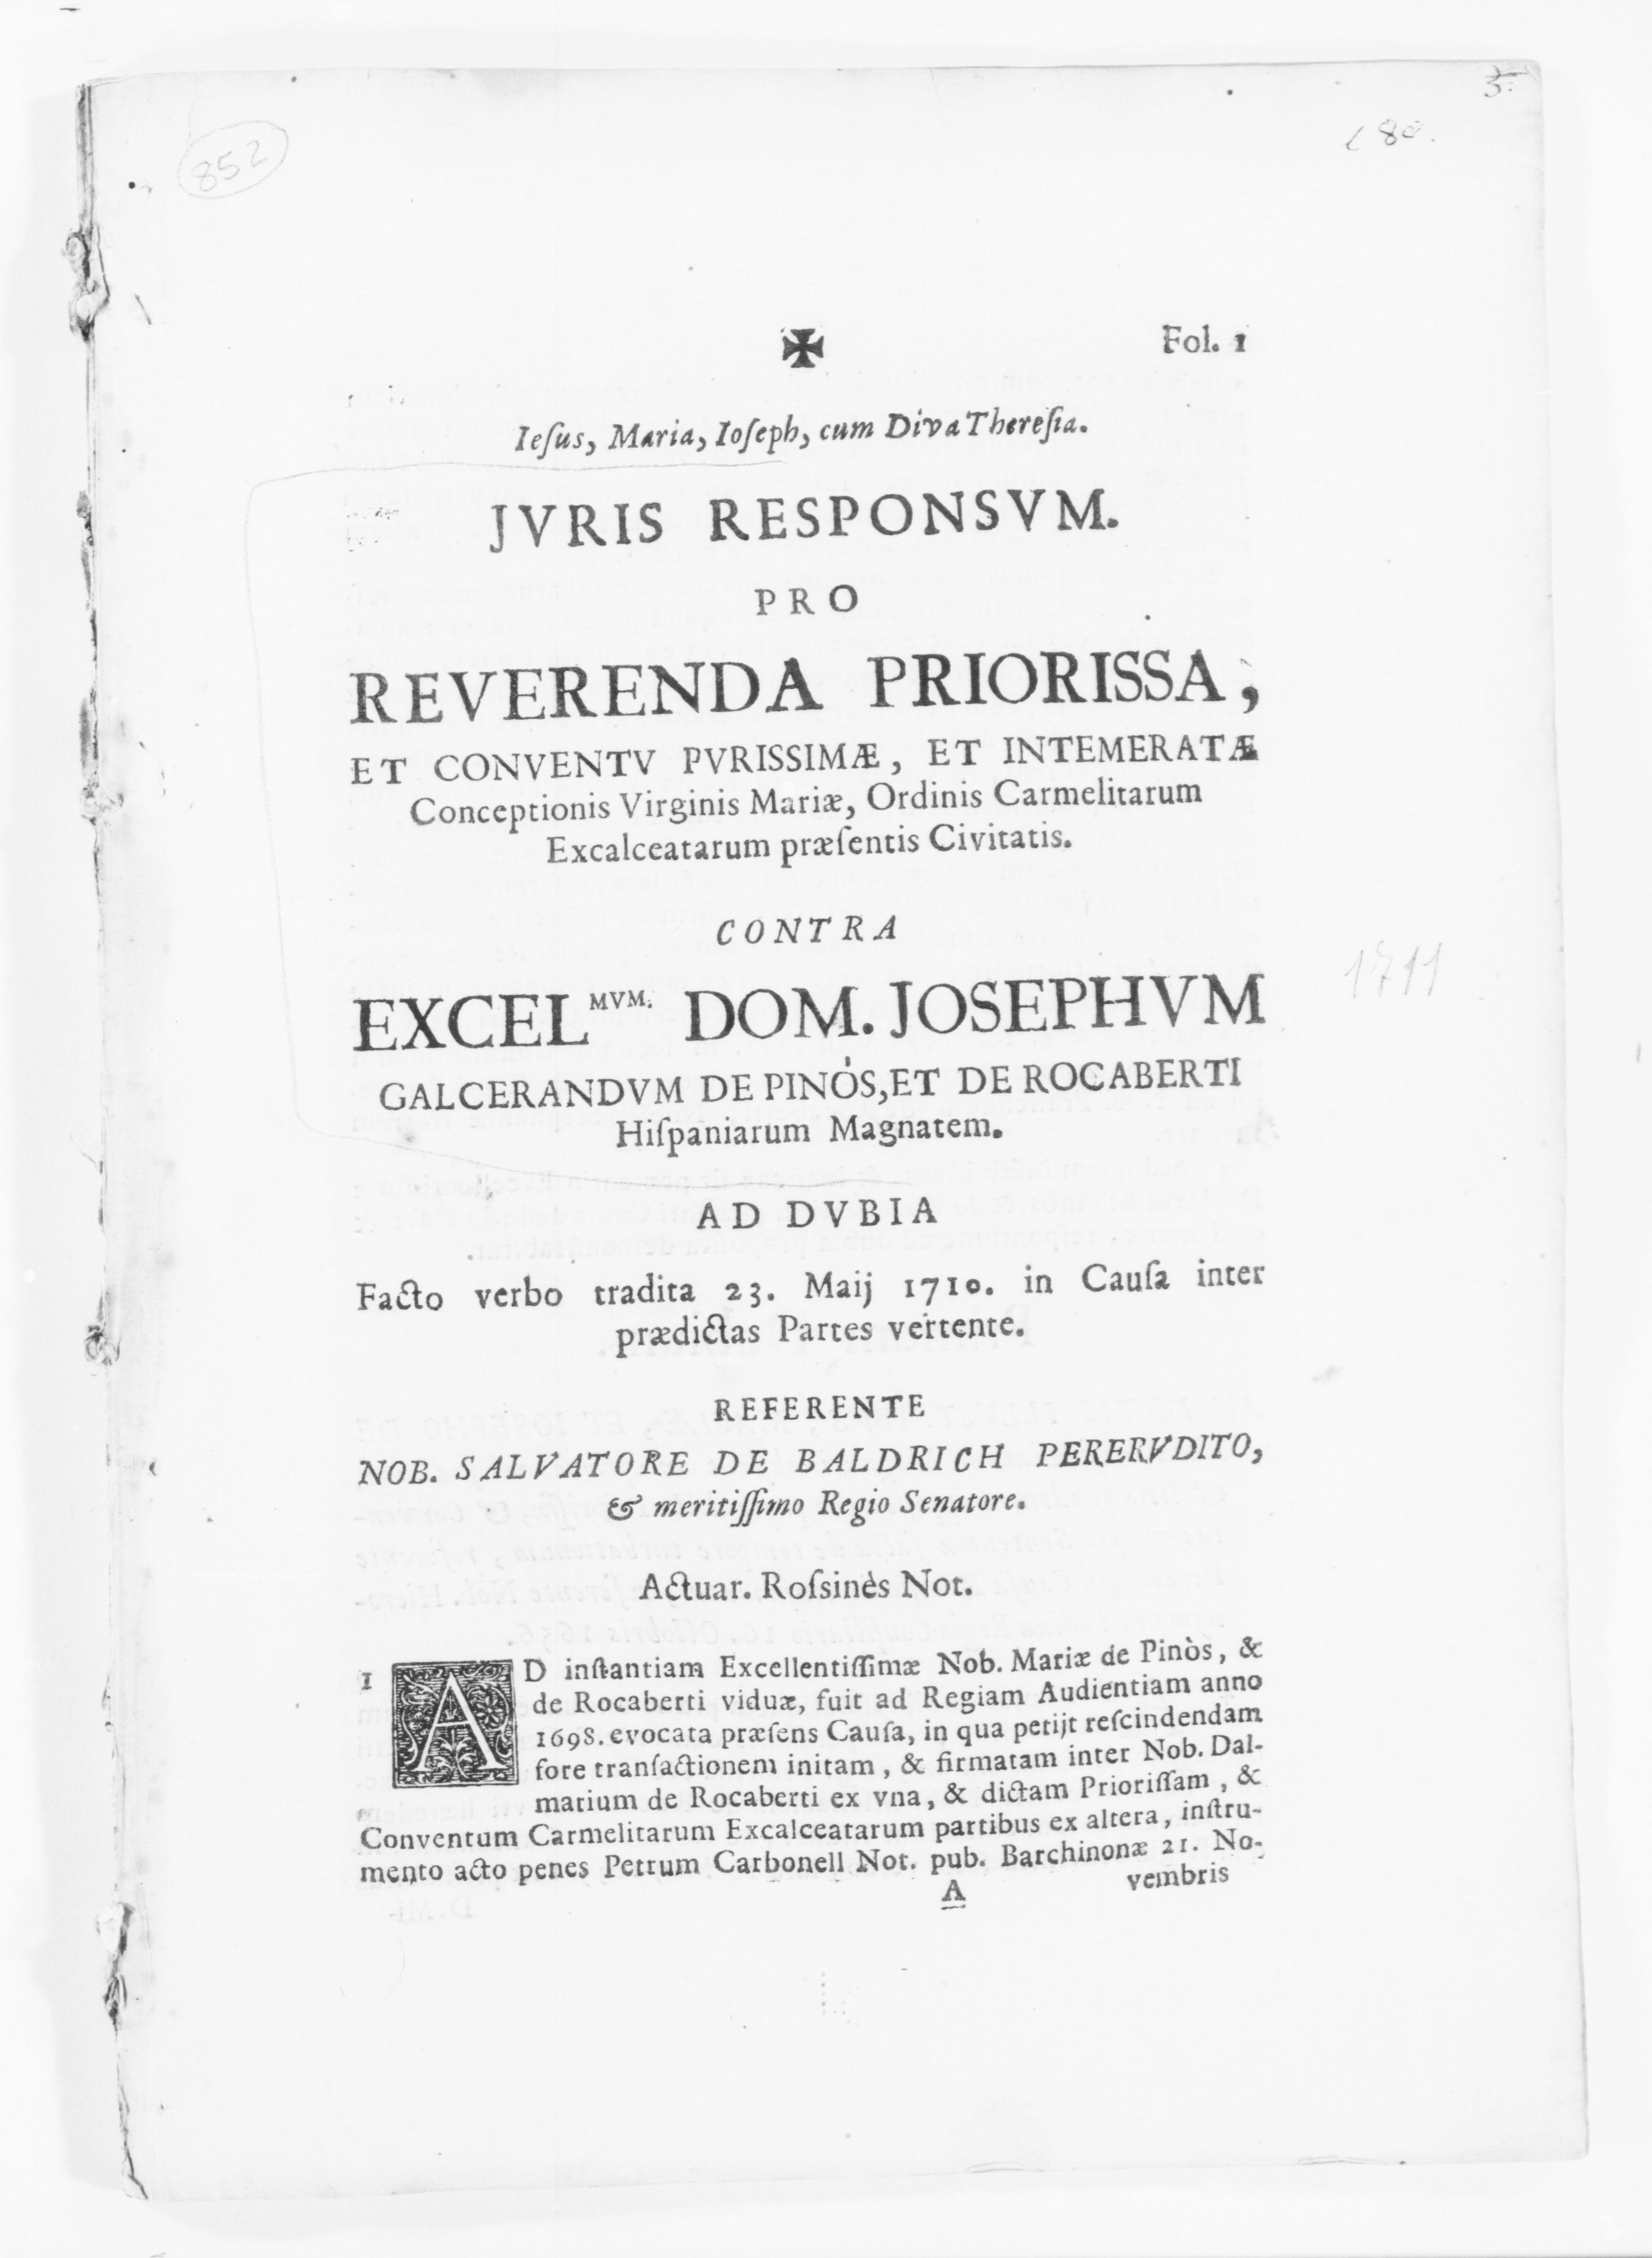 5
852
80.
✠ Fol. 1
Ieſus, Maria, Ioſeph, cum Diva Thereſia.
JVRIS RESPONSVM.
PRO
REVERENDA PRIORISSA,
ET CONVENTV PVRISSIMÆ, ET INTEMERATÆ
Conceptionis Virginis Mariæ, Ordinis Carmelitarum
Excalceatarum præſentis Civitatis.
CONTRA
EXCEL MVM. DOM. JOSEPHVM
1711
GALCERANDVM DE PINÒS, ET DE ROCABERTI
Hiſpaniarum Magnatem.
AD DVBIA
Facto verbo tradita 23. Maij 1710. in Cauſa inter
prædictas Partes vertente.
REFERENTE
NOB. SALVATORE DE BALDRICH PERERVDITO,
& meritiſſimo Regio Senatore.
Actuar. Roſsinès Not.
1 AD inſtantiam Excellentiſſimæ Nob. Mariæ de Pinòs, &
de Rocaberti viduæ, fuit ad Regiam Audientiam anno
1698. evocata præſens Cauſa, in qua petijt reſcindendam
fore tranſactionem initam, & firmatam inter Nob. Dal-
matium de Rocaberti ex vna, & dictam Prioriſſam, &
Conventum Carmelitarum Excalceatarum partibus ex altera, inſtru-
mento acto penes Petrum Carbonell Not. pub. Barchinonæ 21. No-
A vembris